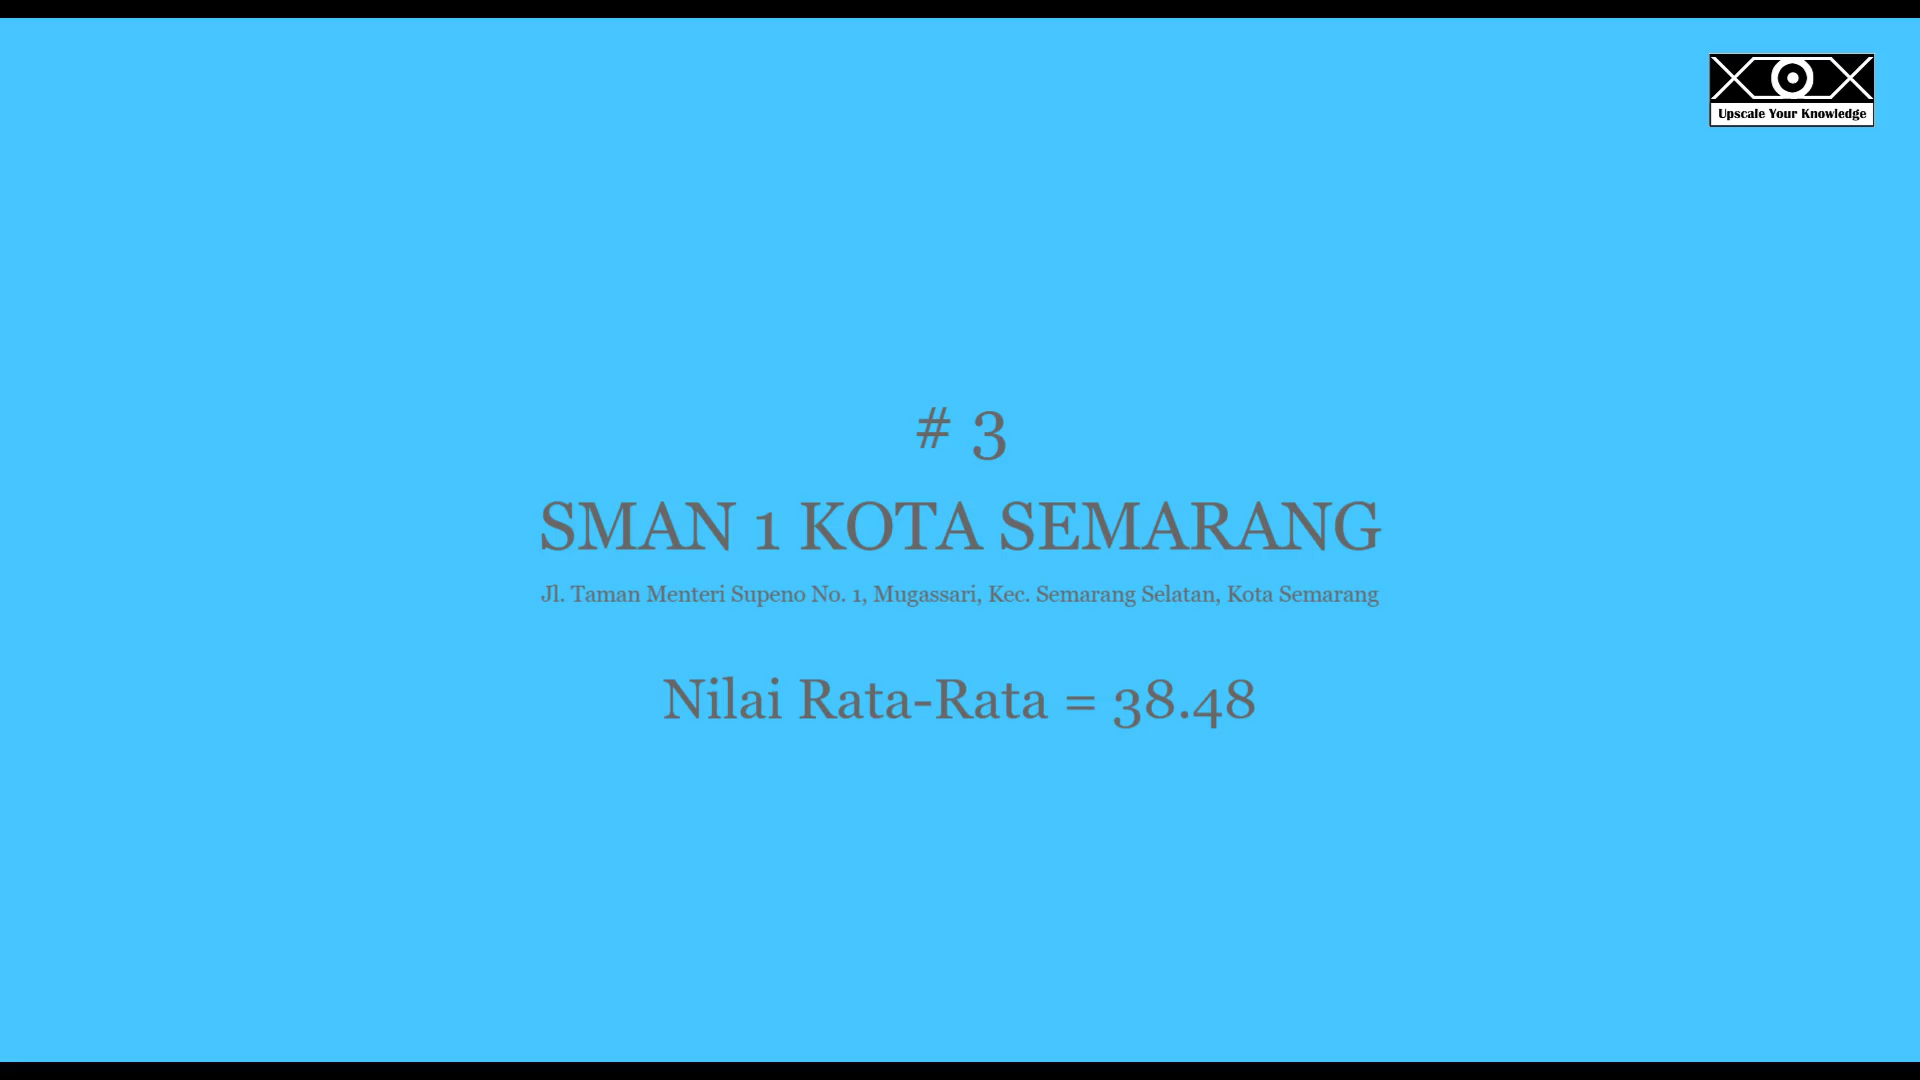 XOX
Upscale Your Knowledge
# 3
SMAN 1 KOTA SEMARANG
Jl. Taman Menteri Supeno No. 1, Mugassari, Kec. Semarang Selatan, Kota Semarang
Nilai Rata-Rata = 38.48